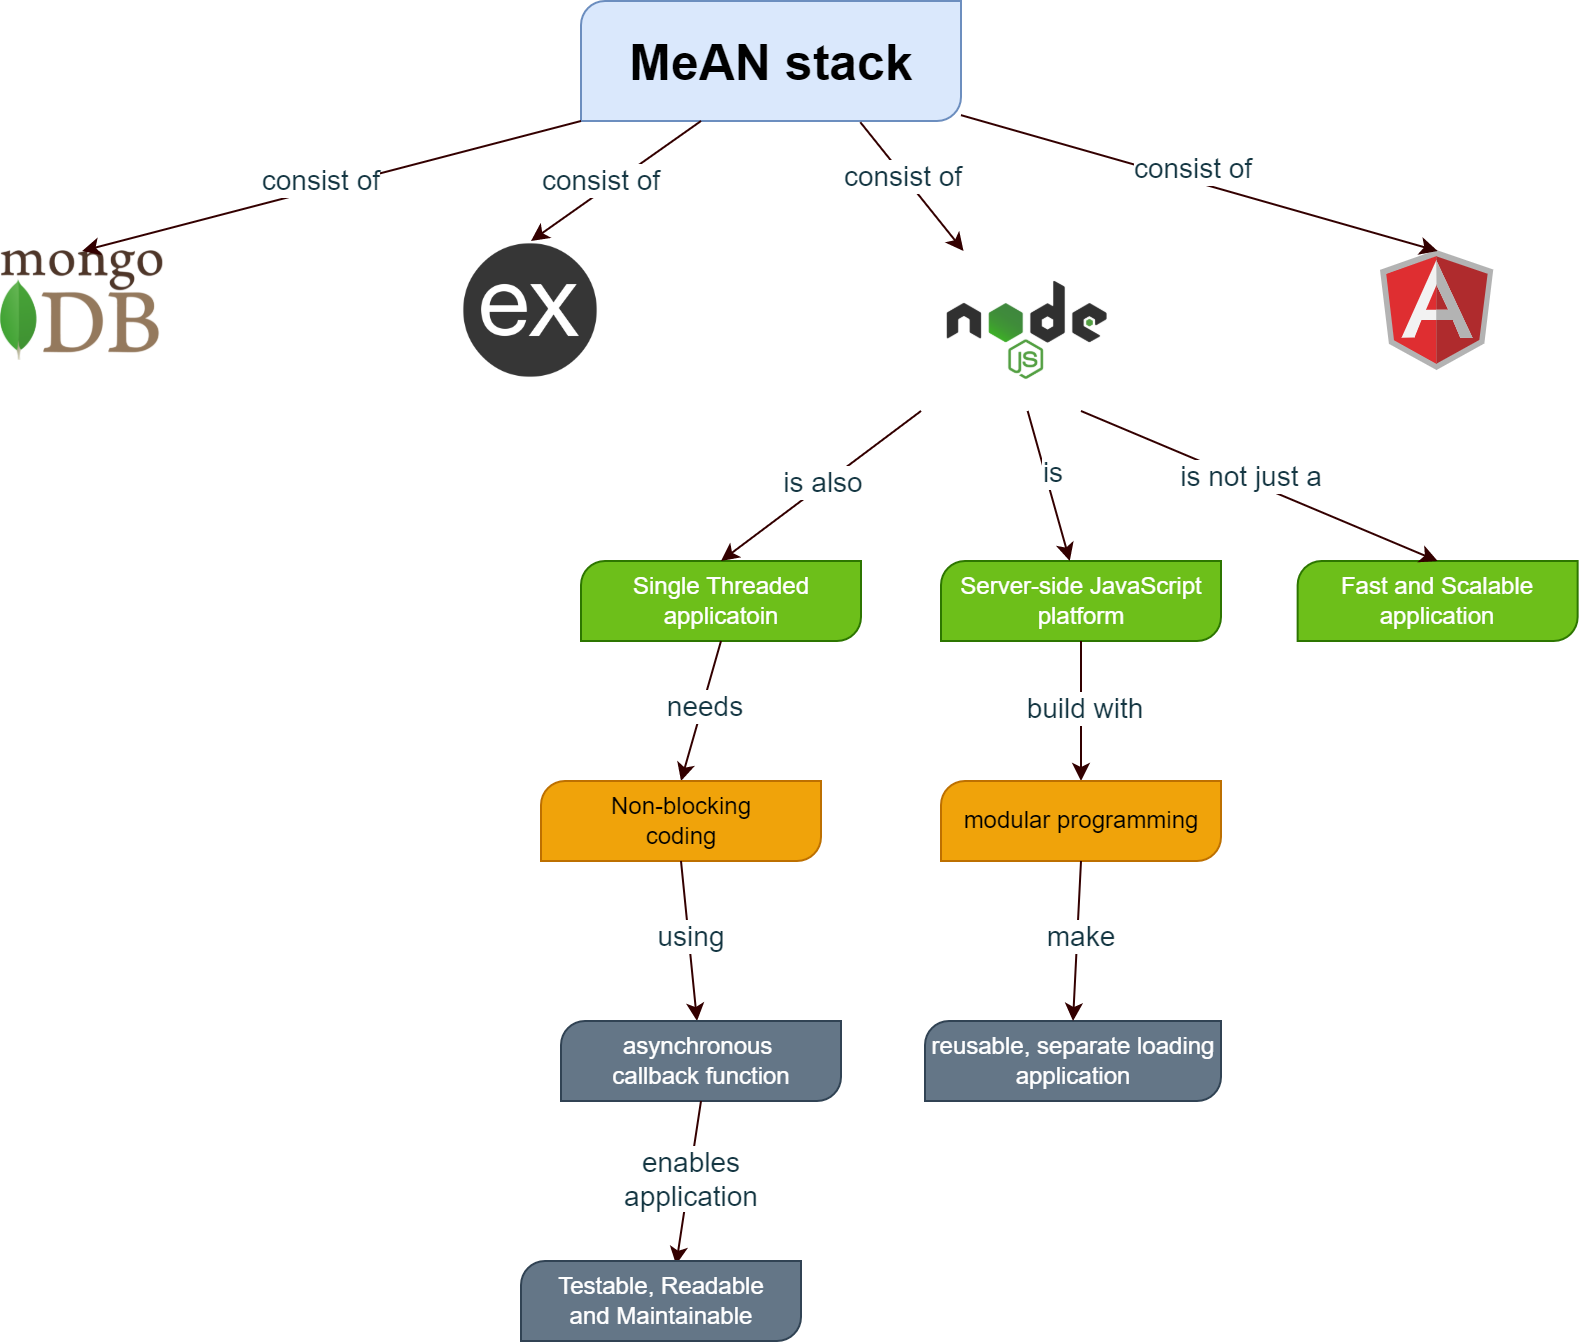 MeAN stack
consist of
consist of
consist of
consist of
mongo
DB
ex
node
JS
A
is also
is
is not just a
Single Threaded
applicatoin
Server-side JavaScript
platform
Fast and Scalable
application
needs
build with
Non-blocking
coding
modular programming
using
make
asynchronous
callback function
reusable, separate loading
application
enables
application
Testable, Readable
and Maintainable